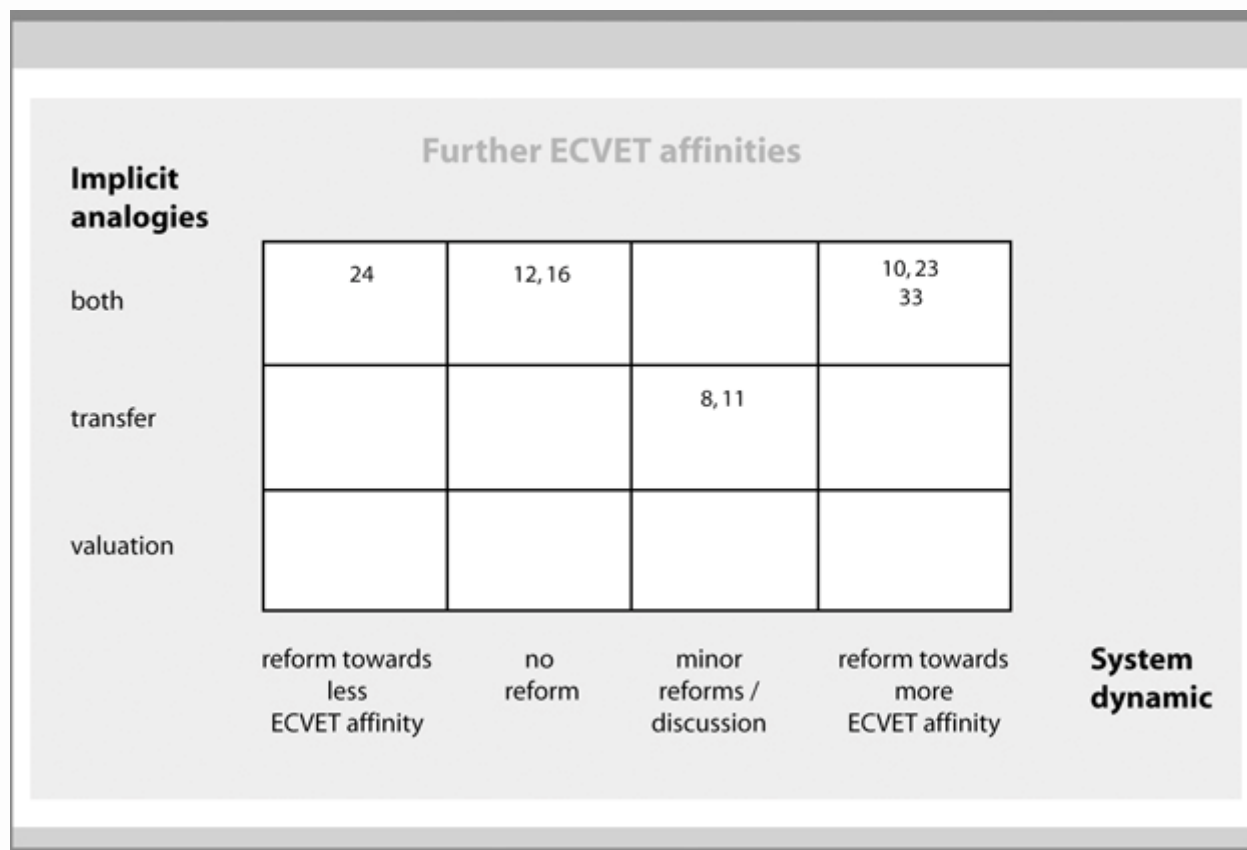 Further ECVET affinities
Implicit
analogies
both
24
12, 16
10, 23
33
transfer
8, 11
valuation
reform towards
less
ECVET affinity
no
reform
minor
reforms /
discussion
reform towards
more
ECVET affinity
System
dynamic